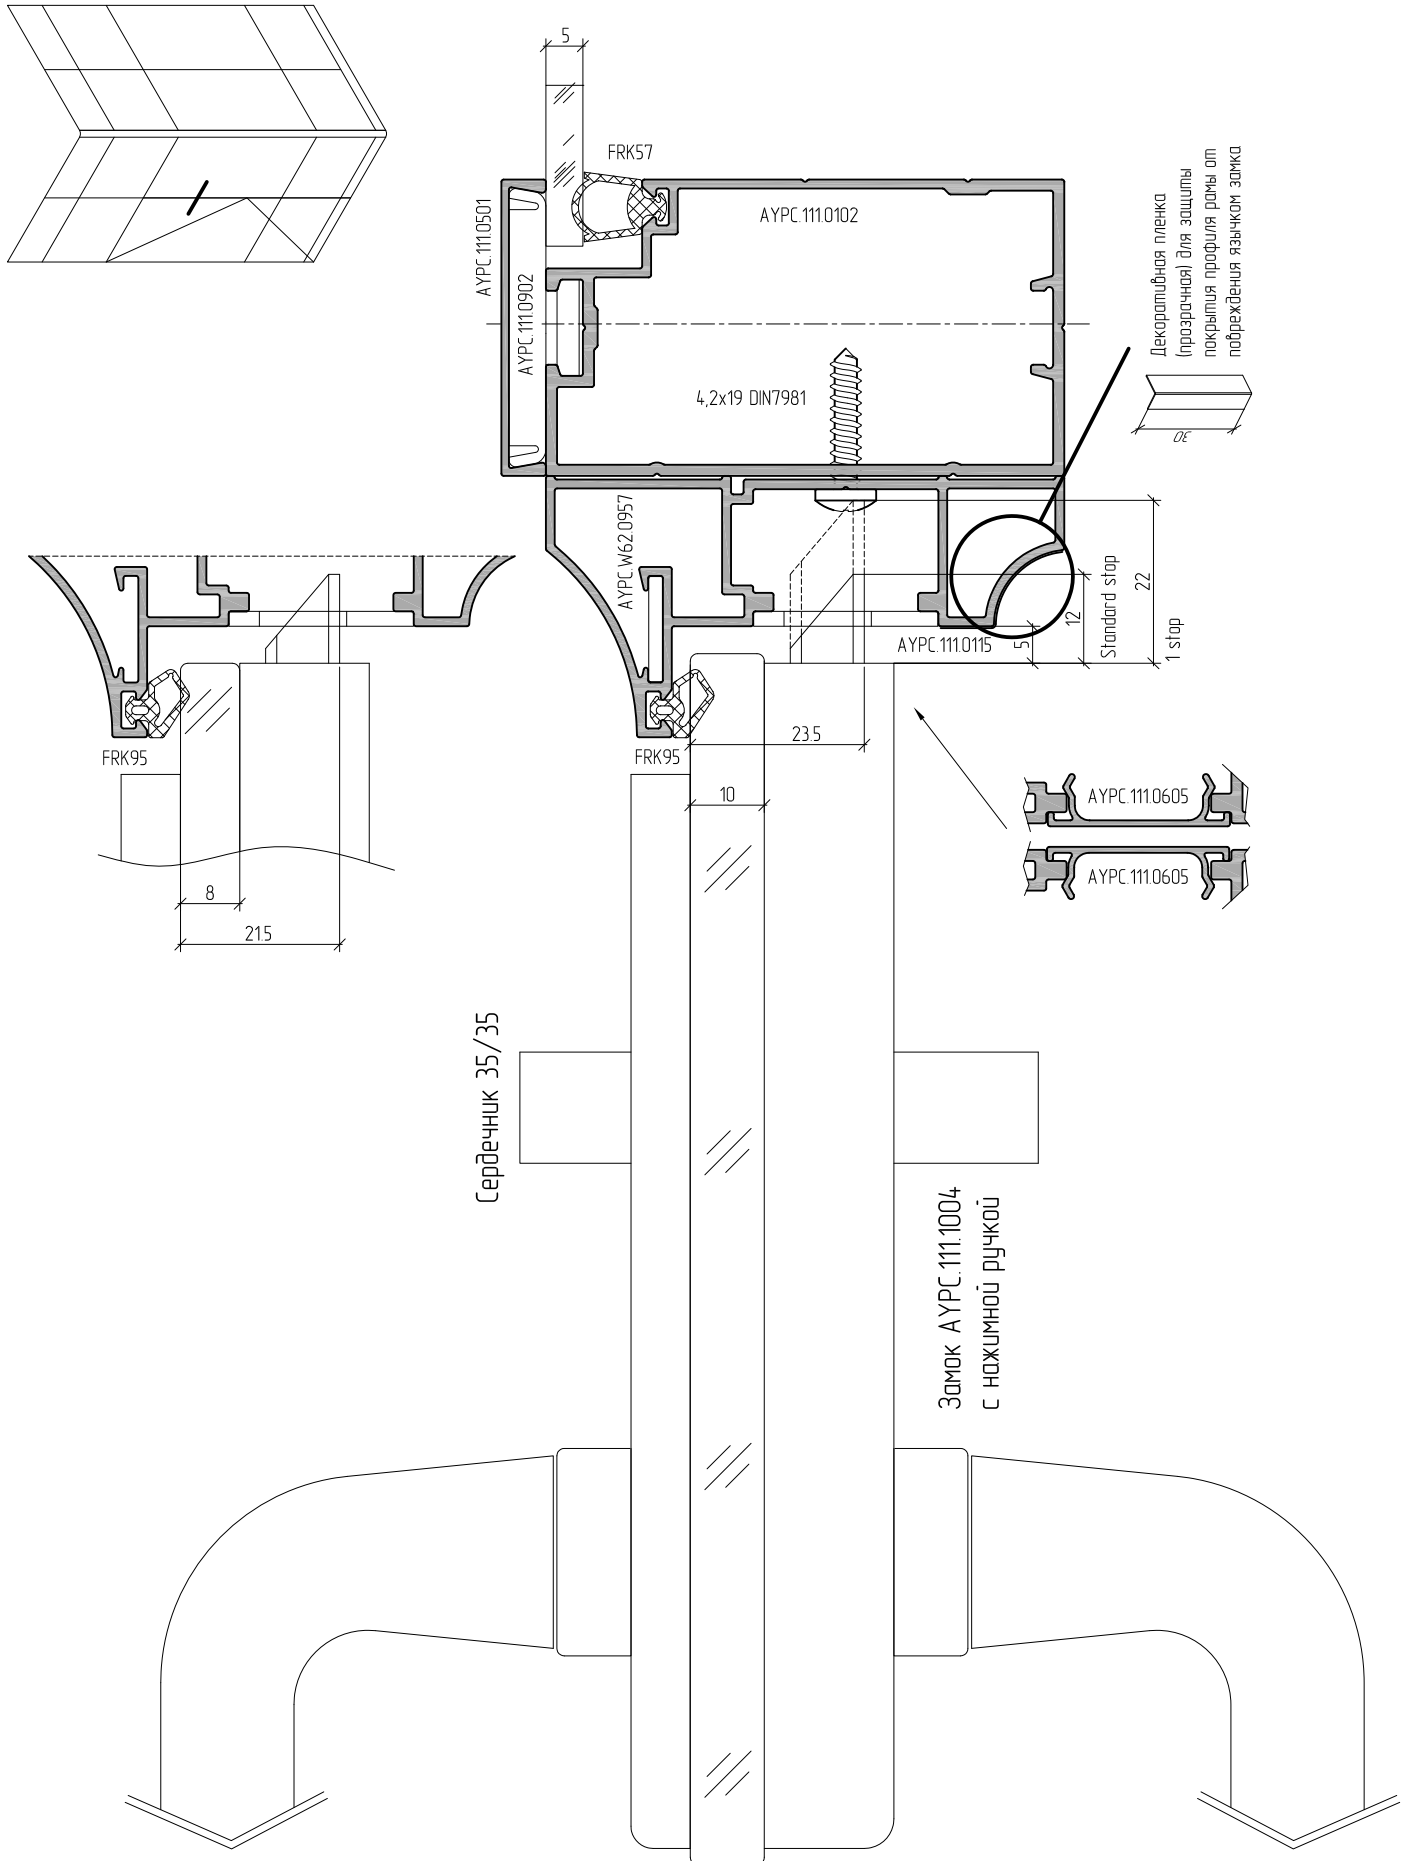 5
FRK57
AYPC.111.0501
AYPC.111.0902
AYPC.111.0102
4,2x19 DIN7981
Декоративная пленка
(прозрачная) для защиты
покрытия профиля рамы от
повреждения язычком замка
30
AYPC.W62.0957
AYPC.111.0115
5
12
Standard stop
22
1 stop
FRK95
8
21.5
FRK95
23.5
10
AYPC.111.0605
AYPC.111.0605
Сердечник 35/35
Замок AYPC.111.1004
с нажимной ручкой